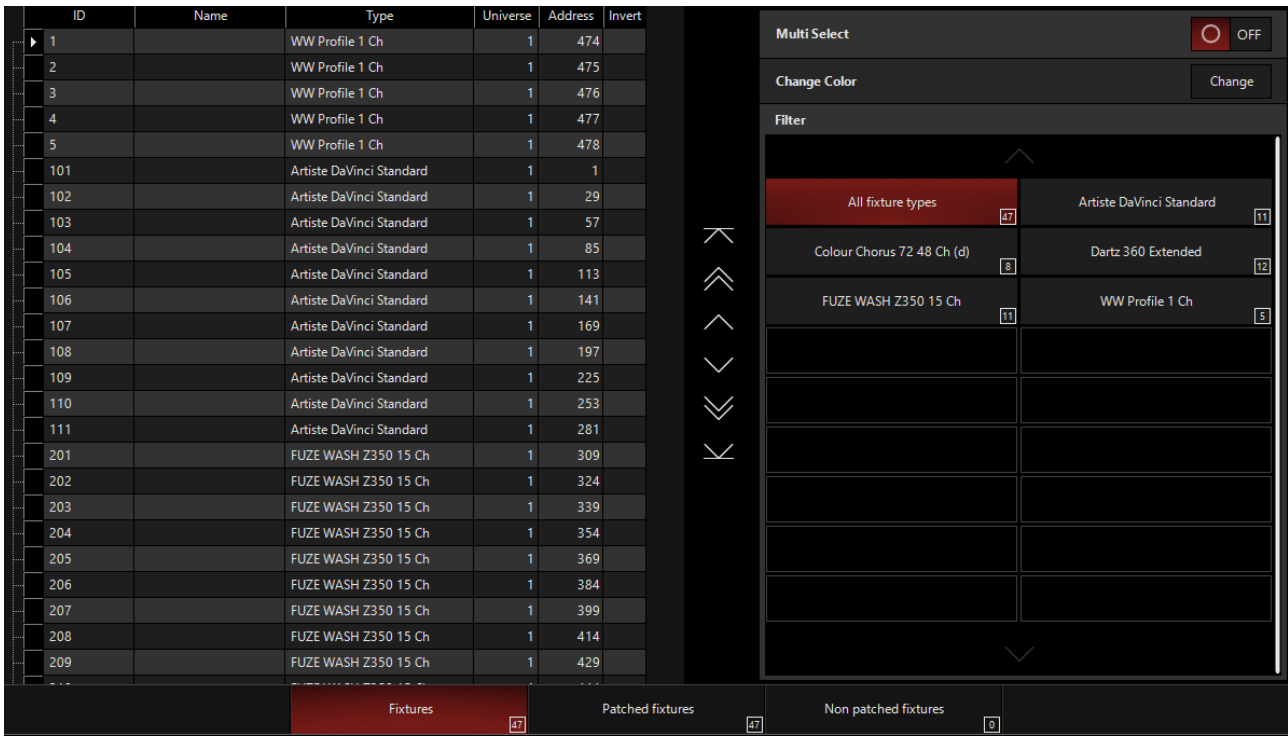 ID Name Type Universe Address Invert
1 WW Profile 1 Ch 1 474
2 WW Profile 1 Ch 1 475
3 WW Profile 1 Ch 1 476
4 WW Profile 1 Ch 1 477
5 WW Profile 1 Ch 1 478
101 Artiste DaVinci Standard 1 1
102 Artiste DaVinci Standard 1 29
103 Artiste DaVinci Standard 1 57
104 Artiste DaVinci Standard 1 85
105 Artiste DaVinci Standard 1 113
106 Artiste DaVinci Standard 1 141
107 Artiste DaVinci Standard 1 169
108 Artiste DaVinci Standard 1 197
109 Artiste DaVinci Standard 1 225
110 Artiste DaVinci Standard 1 253
111 Artiste DaVinci Standard 1 281
201 FUZE WASH Z350 15 Ch 1 309
202 FUZE WASH Z350 15 Ch 1 324
203 FUZE WASH Z350 15 Ch 1 339
204 FUZE WASH Z350 15 Ch 1 354
205 FUZE WASH Z350 15 Ch 1 369
206 FUZE WASH Z350 15 Ch 1 384
207 FUZE WASH Z350 15 Ch 1 399
208 FUZE WASH Z350 15 Ch 1 414
209 FUZE WASH Z350 15 Ch 1 429
Multi Select OFF
Change Color Change
Filter
All fixture types 47 Artiste DaVinci Standard 11
Colour Chorus 72 48 Ch (d) 8 Dartz 360 Extended 12
FUZE WASH Z350 15 Ch 11 WW Profile 1 Ch 5
Fixtures 47 Patched fixtures 47 Non patched fixtures 0